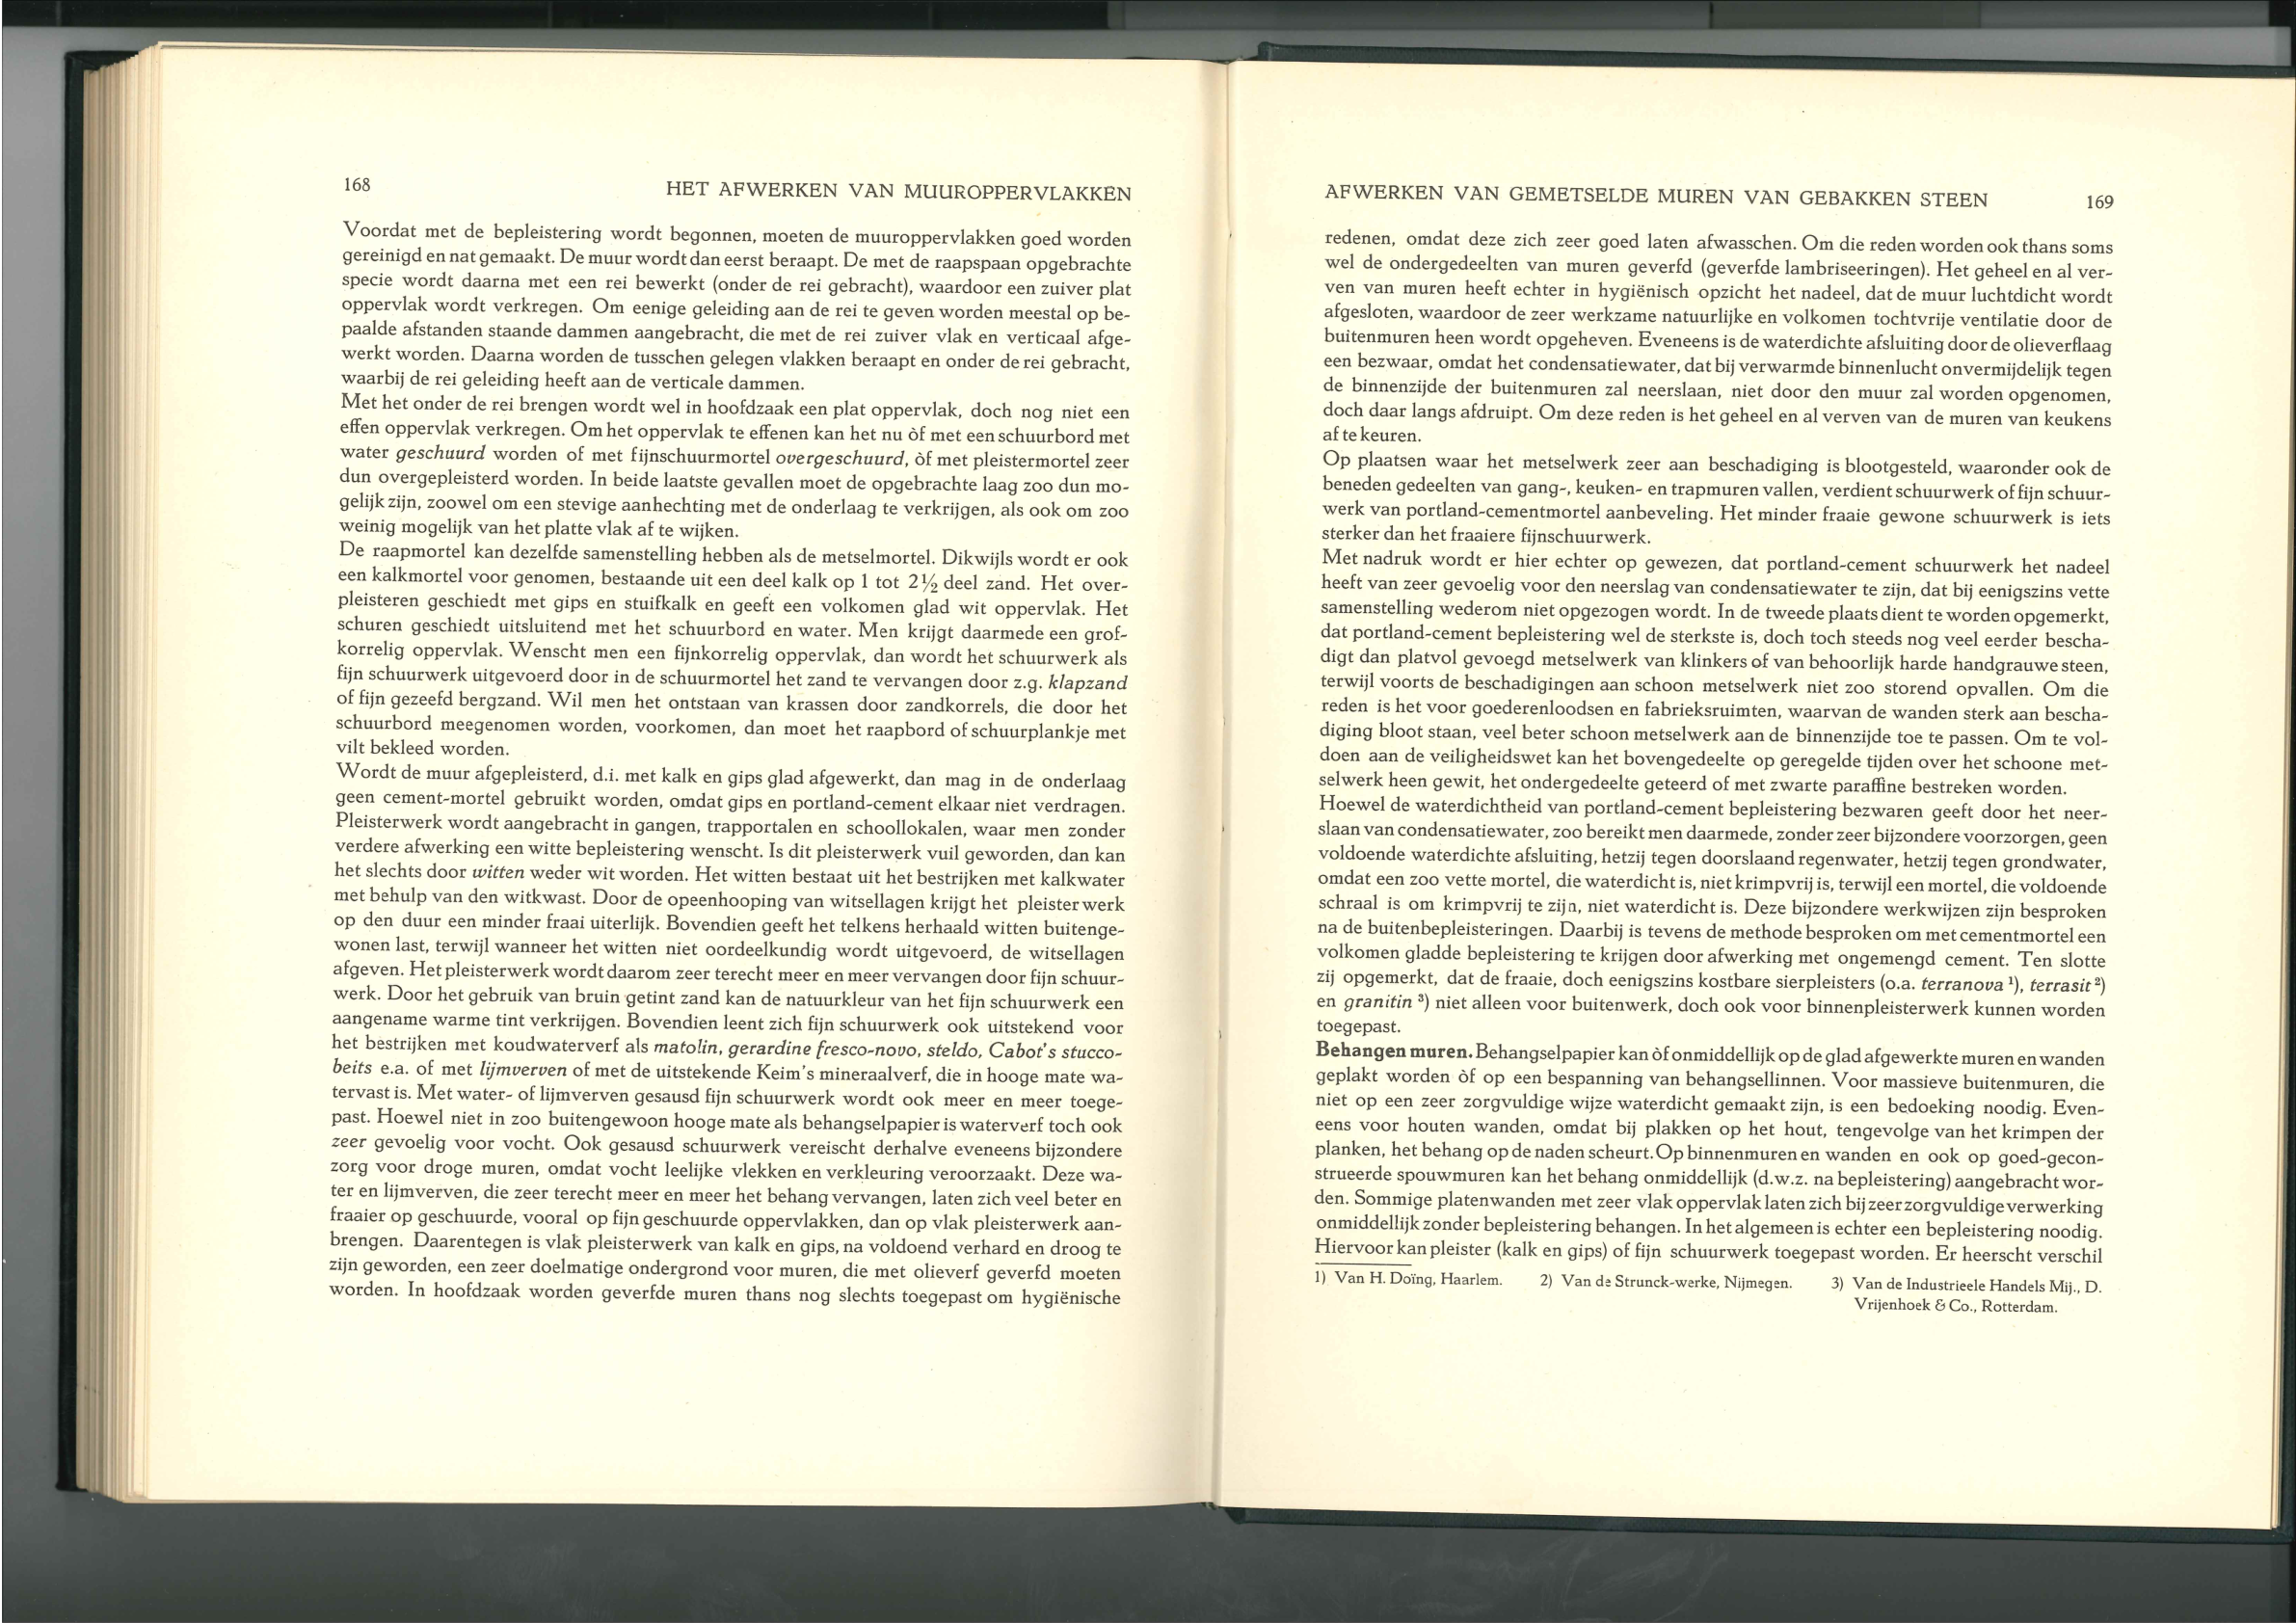 168
HET AFWERKEN VAN MUUROPPERVLAKKEN
Voordat met de bepleistering wordt begonnen, moeten de muuroppervlakken goed worden
gereinigd en nat gemaakt. De muur wordt dan eerst beraapt. De met de raapspaan opgebrachte
specie wordt daarna met een rei bewerkt (onder de rei gebracht), waardoor een zuiver plat
oppervlak wordt verkregen. Om eenige geleiding aan de rei te geven worden meestal op be-
paalde afstanden staande dammen aangebracht, die met de rei zuiver vlak en verticaal afge-
werkt worden. Daarna worden de tusschen gelegen vlakken beraapt en onder de rei gebracht,
waarbij de rei geleiding heeft aan de verticale dammen.
Met het onder de rei brengen wordt wel in hoofdzaak een plat oppervlak, doch nog niet een
effen oppervlak verkregen. Om het oppervlak te effenen kan het nu òf met een schuurbord met
water geschuurd worden of met fijnschuurmortel overgeschuurd, òf met pleistermortel zeer
dun overgepleisterd worden. In beide laatste gevallen moet de opgebrachte laag zoo dun mo-
gelijk zijn, zoowel om een stevige aanhechting met de onderlaag te verkrijgen, als ook om zoo
weinig mogelijk van het platte vlak af te wijken.
De raapmortel kan dezelfde samenstelling hebben als de metselmortel. Dikwijls wordt er ook
een kalkmortel voor genomen, bestaande uit een deel kalk op 1 tot 2½ deel zand. Het over-
pleisteren geschiedt met gips en stuifkalk en geeft een volkomen glad wit oppervlak. Het
schuren geschiedt uitsluitend met het schuurbord en water. Men krijgt daarmede een grof-
korrelig oppervlak. Wenscht men een fijnkorrelig oppervlak, dan wordt het schuurwerk als
fijn schuurwerk uitgevoerd door in de schuurmortel het zand te vervangen door z.g. klapzand
of fijn gezeefd bergzand. Wil men het ontstaan van krassen door zandkorrels, die door het
schuurbord meegenomen worden, voorkomen, dan moet het raapbord of schuurplankje met
vilt bekleed worden.
Wordt de muur afgepleisterd, d.i. met kalk en gips glad afgewerkt, dan mag in de onderlaag
geen cement-mortel gebruikt worden, omdat gips en portland-cement elkaar niet verdragen.
Pleisterwerk wordt aangebracht in gangen, trapportalen en schoollokalen, waar men zonder
verdere afwerking een witte bepleistering wenscht. Is dit pleisterwerk vuil geworden, dan kan
het slechts door witten weder wit worden. Het witten bestaat uit het bestrijken met kalkwater
met behulp van den witkwast. Door de opeenhooping van witsellagen krijgt het pleisterwerk
op den duur een minder fraai uiterlijk. Bovendien geeft het telkens herhaald witten buitenge-
wonen last, terwijl wanneer het witten niet oordeelkundig wordt uitgevoerd, de witsellagen
afgeven. Het pleisterwerk wordt daarom zeer terecht meer en meer vervangen door fijn schuur-
werk. Door het gebruik van bruin getint zand kan de natuurkleur van het fijn schuurwerk een
aangename warme tint verkrijgen. Bovendien leent zich fijn schuurwerk ook uitstekend voor
het bestrijken met koudwaterverf als matolin, gerardine fresco-novo, steldo, Cabot's stucco-
beits e.a. of met lijmverven of met de uitstekende Keim's mineraalverf, die in hooge mate wa-
tervast is. Met water- of lijmverven gesausd fijn schuurwerk wordt ook meer en meer toege-
past. Hoewel niet in zoo buitengewoon hooge mate als behangselpapier is waterverf toch ook
zeer gevoelig voor vocht. Ook gesausd schuurwerk vereischt derhalve eveneens bijzondere
zorg voor droge muren, omdat vocht leelijke vlekken en verkleuring veroorzaakt. Deze wa-
ter en lijmverven, die zeer terecht meer en meer het behang vervangen, laten zich veel beter en
fraaier op geschuurde, vooral op fijn geschuurde oppervlakken, dan op vlak pleisterwerk aan-
brengen. Daarentegen is vlak pleisterwerk van kalk en gips, na voldoend verhard en droog te
zijn geworden, een zeer doelmatige ondergrond voor muren, die met olieverf geverfd moeten
worden. In hoofdzaak worden geverfde muren thans nog slechts toegepast om hygiënische
AFWERKEN VAN GEMETSELDE MUREN VAN GEBAKKEN STEEN
169
redenen, omdat deze zich zeer goed laten afwasschen. Om die reden worden ook thans soms
wel de ondergedeelten van muren geverfd (geverfde lambriseeringen). Het geheel en al ver-
ven van muren heeft echter in hygiënisch opzicht het nadeel, dat de muur luchtdicht wordt
afgesloten, waardoor de zeer werkzame natuurlijke en volkomen tochtvrije ventilatie door de
buitenmuren heen wordt opgeheven. Eveneens is de waterdichte afsluiting door de olieverflaag
een bezwaar, omdat het condensatiewater, dat bij verwarmde binnenlucht onvermijdelijk tegen
de binnenzijde der buitenmuren zal neerslaan, niet door den muur zal worden opgenomen,
doch daar langs afdruipt. Om deze reden is het geheel en al verven van de muren van keukens
af te keuren.
Op plaatsen waar het metselwerk zeer aan beschadiging is blootgesteld, waaronder ook de
beneden gedeelten van gang-, keuken- en trapmuren vallen, verdient schuurwerk of fijn schuur-
werk van portland-cementmortel aanbeveling. Het minder fraaie gewone schuurwerk is iets
sterker dan het fraaiere fijnschuurwerk.
Met nadruk wordt er hier echter op gewezen, dat portland-cement schuurwerk het nadeel
heeft van zeer gevoelig voor den neerslag van condensatiewater te zijn, dat bij eenigszins vette
samenstelling wederom niet opgezogen wordt. In de tweede plaats dient te worden opgemerkt,
dat portland-cement bepleistering wel de sterkste is, doch toch steeds nog veel eerder bescha-
digt dan platvol gevoegd metselwerk van klinkers of van behoorlijk harde handgrauwe steen,
terwijl voorts de beschadigingen aan schoon metselwerk niet zoo storend opvallen. Om die
reden is het voor goederenloodsen en fabrieksruimten, waarvan de wanden sterk aan bescha-
diging bloot staan, veel beter schoon metselwerk aan de binnenzijde toe te passen. Om te vol-
doen aan de veiligheidswet kan het bovengedeelte op geregelde tijden over het schoone met-
selwerk heen gewit, het ondergedeelte geteerd of met zwarte paraffine bestreken worden.
Hoewel de waterdichtheid van portland-cement bepleistering bezwaren geeft door het neer-
slaan van condensatiewater, zoo bereikt men daarmede, zonder zeer bijzondere voorzorgen, geen
voldoende waterdichte afsluiting, hetzij tegen doorslaand regenwater, hetzij tegen grondwater,
omdat een zoo vette mortel, die waterdicht is, niet krimpvrij is, terwijl een mortel, die voldoende
schraal is om krimpvrij te zijn, niet waterdicht is. Deze bijzondere werkwijzen zijn besproken
na de buitenbepleisteringen. Daarbij is tevens de methode besproken om met cementmortel een
volkomen gladde bepleistering te krijgen door afwerking met ongemengd cement. Ten slotte
zij opgemerkt, dat de fraaie, doch eenigszins kostbare sierpleisters (o.a. terranova ¹), terrasit ²)
en granitin ³) niet alleen voor buitenwerk, doch ook voor binnenpleisterwerk kunnen worden
toegepast.
Behangen muren. Behangselpapier kan òf onmiddellijk op de glad afgewerkte muren en wanden
geplakt worden òf op een bespanning van behangsellinnen. Voor massieve buitenmuren, die
niet op een zeer zorgvuldige wijze waterdicht gemaakt zijn, is een bedoeking noodig. Even-
eens voor houten wanden, omdat bij plakken op het hout, tengevolge van het krimpen der
planken, het behang op de naden scheurt. Op binnenmuren en wanden en ook op goed-gecon-
strueerde spouwmuren kan het behang onmiddellijk (d.w.z. na bepleistering) aangebracht wor-
den. Sommige platenwanden met zeer vlak oppervlak laten zich bij zeer zorgvuldige verwerking
onmiddellijk zonder bepleistering behangen. In het algemeen is echter een bepleistering noodig.
Hiervoor kan pleister (kalk en gips) of fijn schuurwerk toegepast worden. Er heerscht verschil
1) Van H. Doïng, Haarlem. 2) Van de Strunck-werke, Nijmegen. 3) Van de Industrieele Handels Mij., D.
Vrijenhoek & Co., Rotterdam.